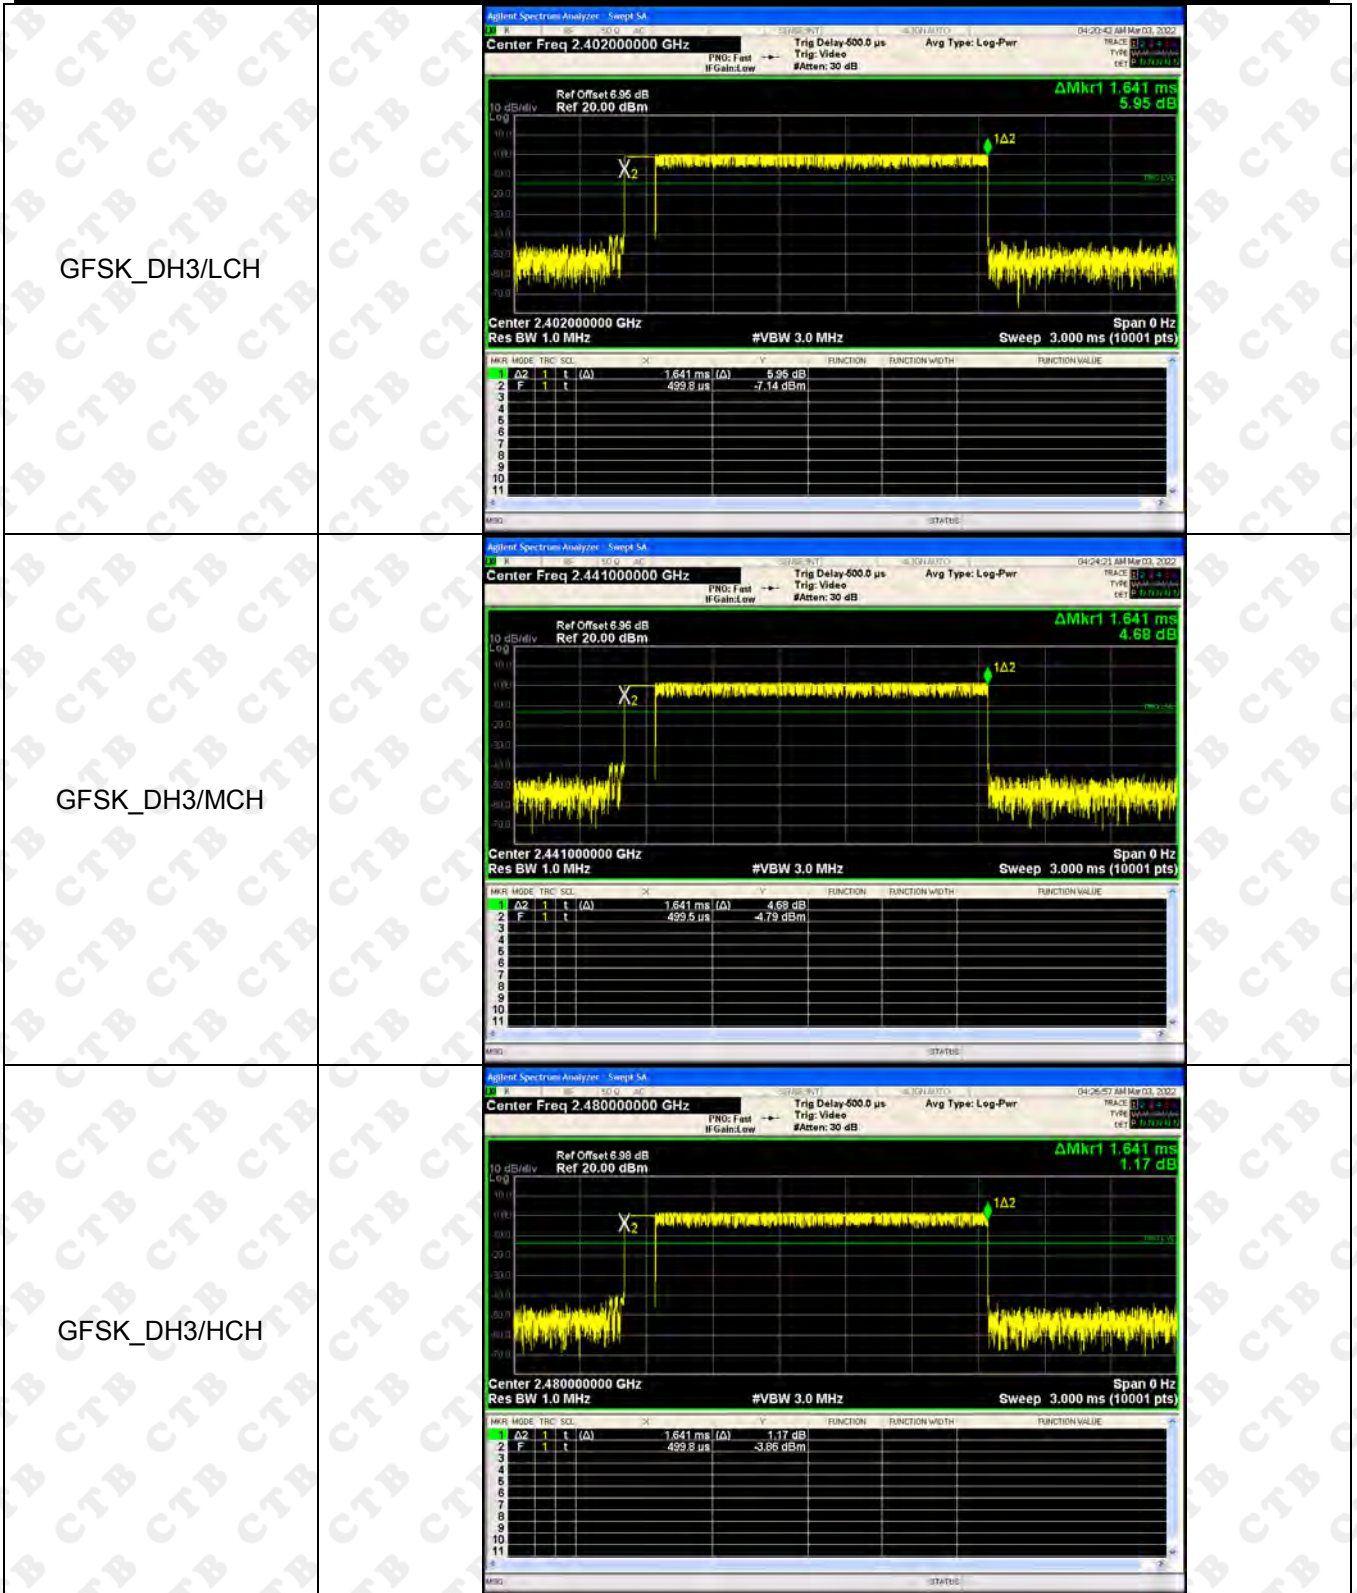 GFSK_DH3/LCH
Agilent Spectrum Analyzer - Swept SA
Center Freq 2.402000000 GHz
PNO: Fast
IFGain:Low
Trig Delay-500.0 µs
Trig: Video
#Atten: 30 dB
Avg Type: Log-Pwr
04:20:42 AM Mar 03, 2022
TRACE
TYPE
DET
ΔMkr1 1.641 ms
5.95 dB
Ref Offset 6.95 dB
10 dB/div Ref 20.00 dBm
Log
1Δ2
X2
Center 2.402000000 GHz
Span 0 Hz
Res BW 1.0 MHz
#VBW 3.0 MHz
Sweep 3.000 ms (10001 pts)
MKR MODE TRC SCL X Y FUNCTION FUNCTION WIDTH FUNCTION VALUE
1 Δ2 1 t (Δ) 1.641 ms (Δ) 5.95 dB
2 F 1 t 499.8 µs -7.14 dBm
3
4
5
6
7
8
9
10
11
MSG
STATUS
GFSK_DH3/MCH
Agilent Spectrum Analyzer - Swept SA
Center Freq 2.441000000 GHz
PNO: Fast
IFGain:Low
Trig Delay-500.0 µs
Trig: Video
#Atten: 30 dB
Avg Type: Log-Pwr
04:24:21 AM Mar 03, 2022
TRACE
TYPE
DET
ΔMkr1 1.641 ms
4.68 dB
Ref Offset 6.96 dB
10 dB/div Ref 20.00 dBm
Log
1Δ2
X2
Center 2.441000000 GHz
Span 0 Hz
Res BW 1.0 MHz
#VBW 3.0 MHz
Sweep 3.000 ms (10001 pts)
MKR MODE TRC SCL X Y FUNCTION FUNCTION WIDTH FUNCTION VALUE
1 Δ2 1 t (Δ) 1.641 ms (Δ) 4.68 dB
2 F 1 t 499.5 µs -4.79 dBm
3
4
5
6
7
8
9
10
11
MSG
STATUS
GFSK_DH3/HCH
Agilent Spectrum Analyzer - Swept SA
Center Freq 2.480000000 GHz
PNO: Fast
IFGain:Low
Trig Delay-500.0 µs
Trig: Video
#Atten: 30 dB
Avg Type: Log-Pwr
04:26:57 AM Mar 03, 2022
TRACE
TYPE
DET
ΔMkr1 1.641 ms
1.17 dB
Ref Offset 6.98 dB
10 dB/div Ref 20.00 dBm
Log
1Δ2
X2
Center 2.480000000 GHz
Span 0 Hz
Res BW 1.0 MHz
#VBW 3.0 MHz
Sweep 3.000 ms (10001 pts)
MKR MODE TRC SCL X Y FUNCTION FUNCTION WIDTH FUNCTION VALUE
1 Δ2 1 t (Δ) 1.641 ms (Δ) 1.17 dB
2 F 1 t 499.8 µs -3.86 dBm
3
4
5
6
7
8
9
10
11
MSG
STATUS